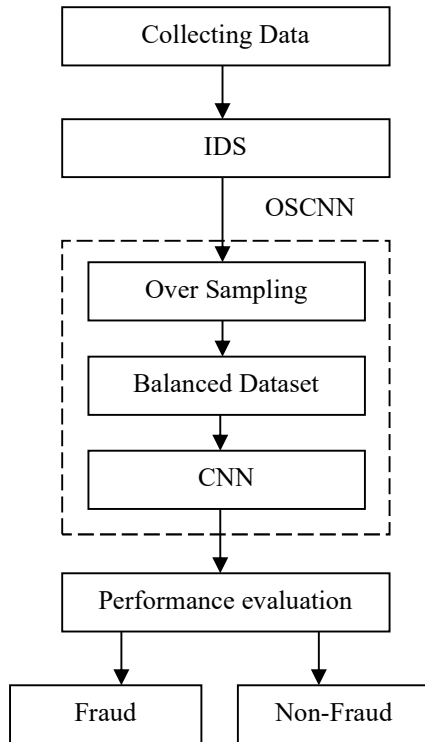 Collecting Data
IDS
OSCNN
Over Sampling
Balanced Dataset
CNN
Performance evaluation
Fraud
Non-Fraud